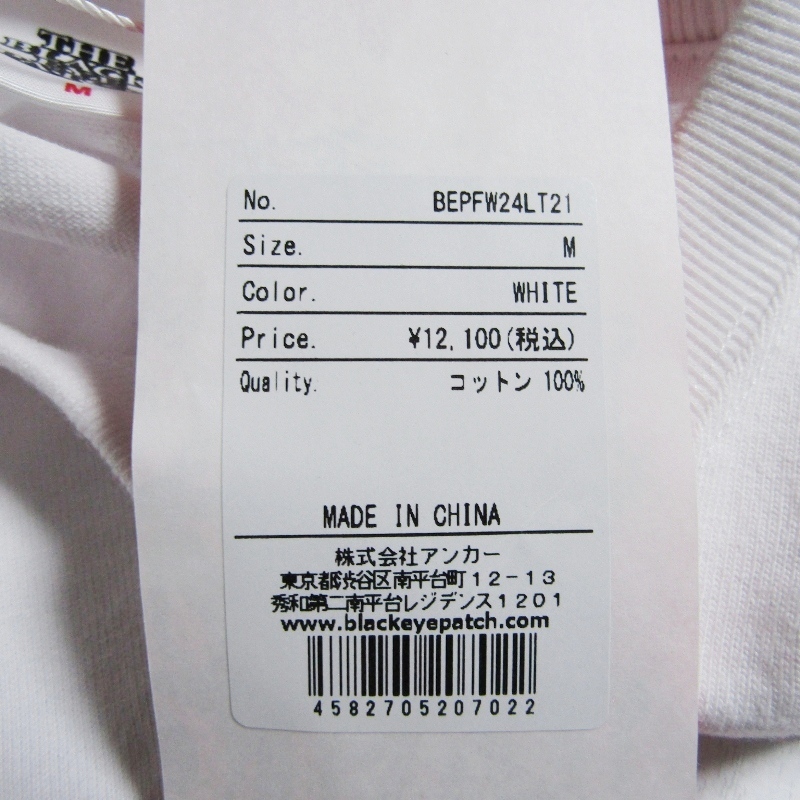 THE
BLACK
M
No. BEPFW24LT21
Size. M
Color. WHITE
Price. ¥12,100(税込)
Quality. コットン 100%
MADE IN CHINA
株式会社アンカー
東京都渋谷区南平台町12-13
秀和第二南平台レジデンス1201
www.blackeyepatch.com
4582705207022